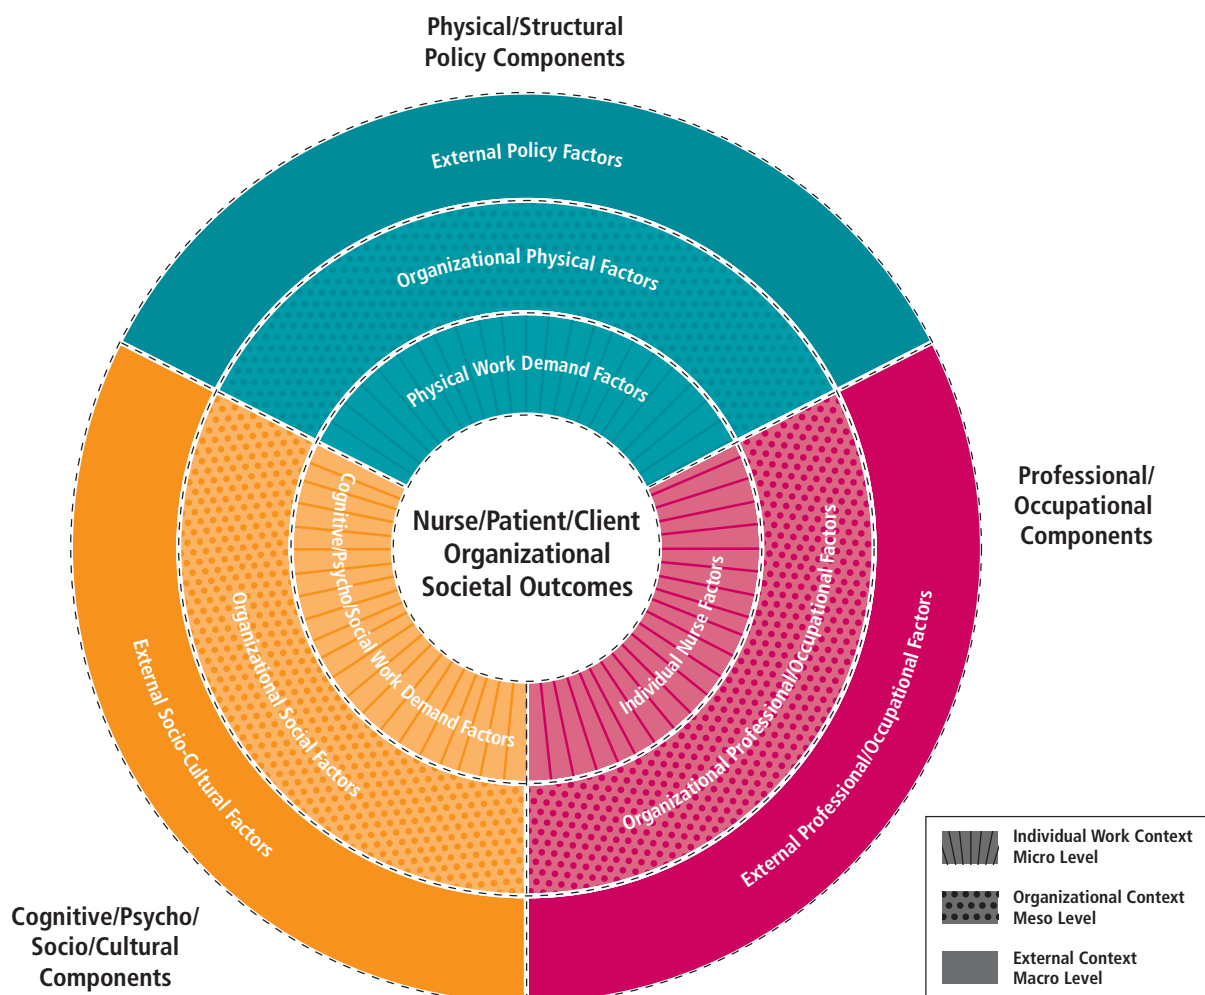 Physical/Structural
Policy Components
External Policy Factors
Organizational Physical Factors
Physical Work Demand Factors
Nurse/Patient/Client
Organizational
Societal Outcomes
Professional/
Occupational
Components
Cognitive/Psycho/Social Work Demand Factors
Organizational Social Factors
External Socio-Cultural Factors
Individual Nurse Factors
Organizational Professional/Occupational Factors
External Professional/Occupational Factors
Cognitive/Psycho/
Socio/Cultural
Components
Individual Work Context
Micro Level
Organizational Context
Meso Level
External Context
Macro Level